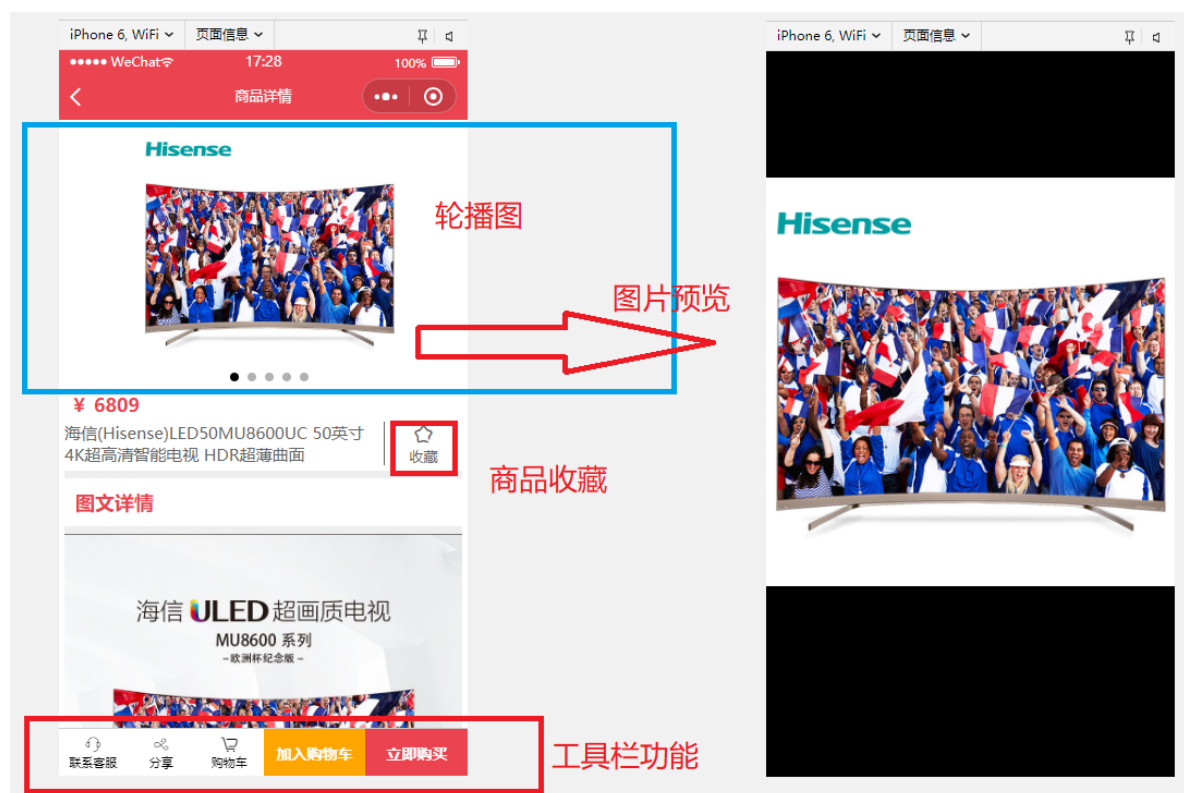 iPhone 6, WiFi 页面信息
WeChat 17:28 100%
商品详情
Hisense
轮播图
图片预览
¥ 6809
海信(Hisense)LED50MU8600UC 50英寸
4K超高清智能电视 HDR超薄曲面
收藏
商品收藏
图文详情
海信 ULED 超画质电视
MU8600 系列
-欧洲杯纪念版-
联系客服 分享 购物车 加入购物车 立即购买
工具栏功能
iPhone 6, WiFi 页面信息
Hisense